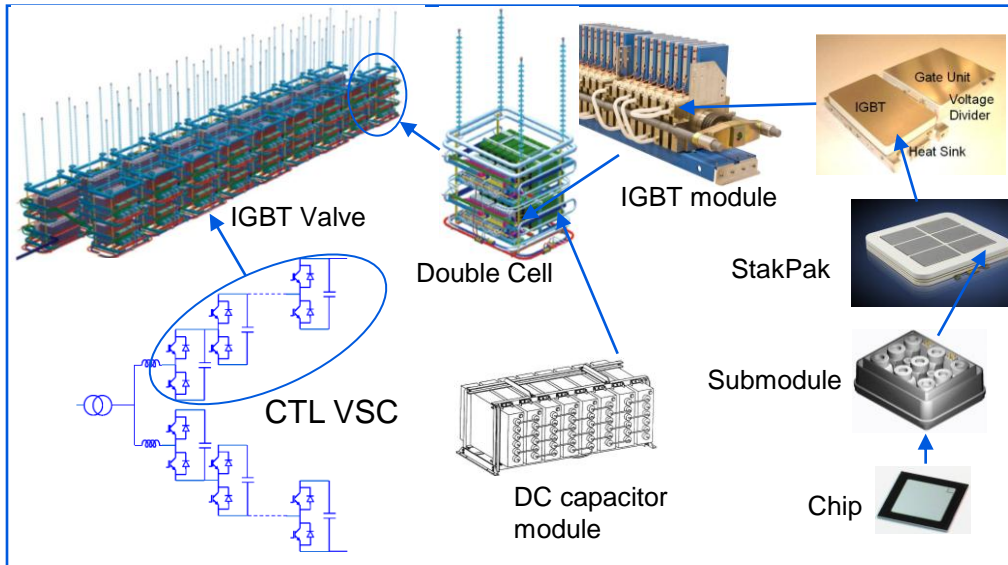 IGBT Valve
Double Cell
IGBT module
Gate Unit
IGBT
Voltage
Divider
Heat Sink
StakPak
Submodule
Chip
CTL VSC
DC capacitor
module